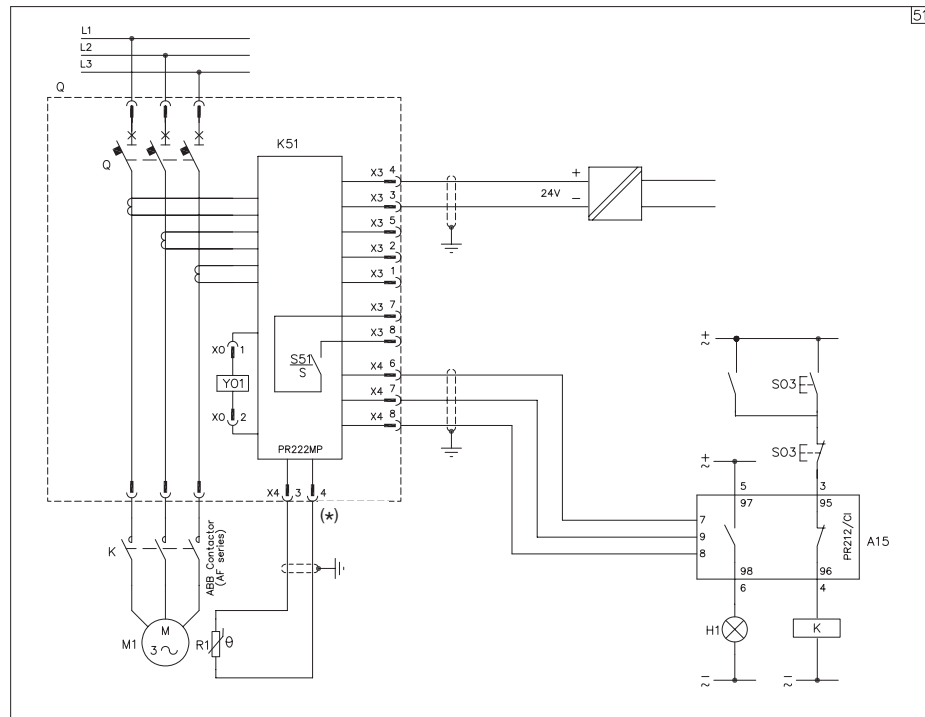 51
L1
L2
L3
Q
Q
K51
X3 4
X3 3
X3 5
X3 2
X3 1
X3 7
X3 8
X4 6
X4 7
X4 8
+
−
24V
X0 1
Y01
X0 2
S51
S
PR222MP
X4 3 4
(*)
K
ABB Contactor
(AF series)
M1
M
3 ~
R1
θ
+
~
S03
S03
+
~
5 3
97 95
7
9
8
PR212/CI
A15
98 96
6 4
H1
K
−
~
−
~